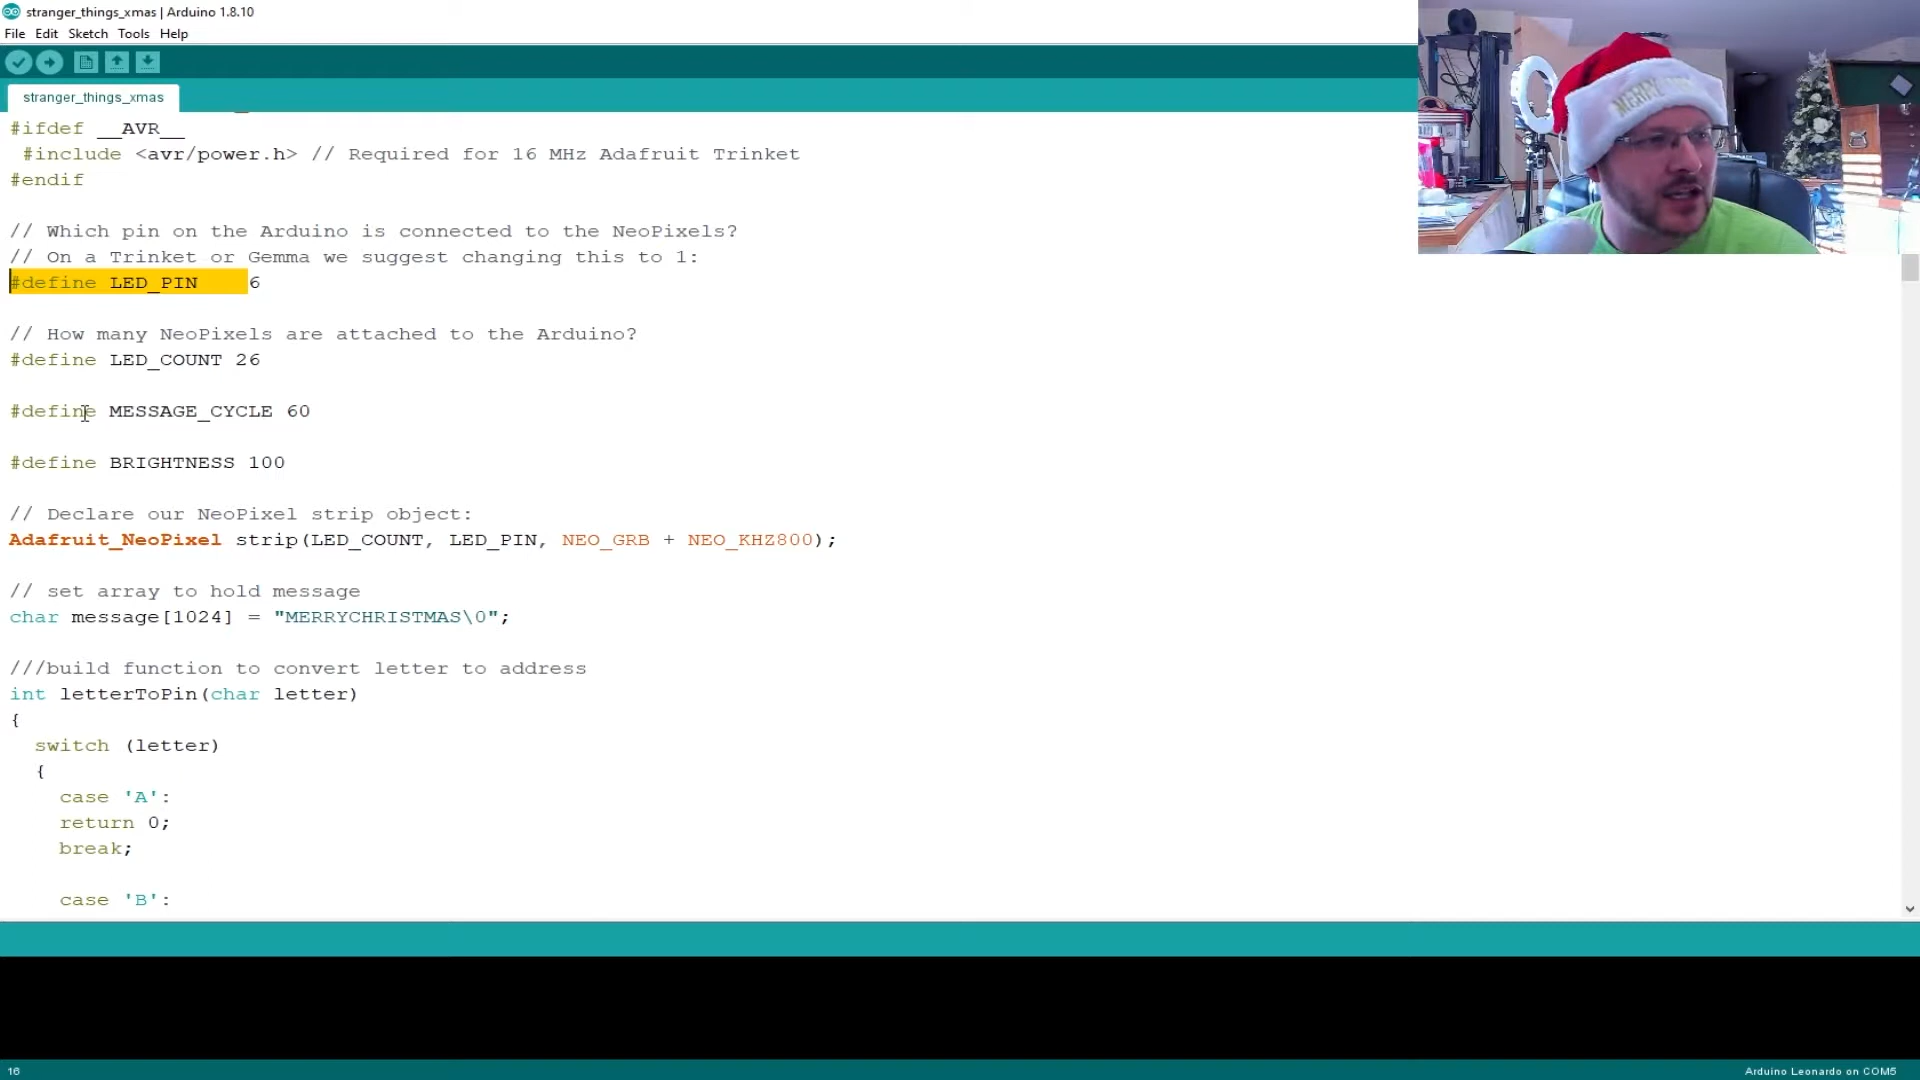 stranger_things_xmas | Arduino 1.8.10
File Edit Sketch Tools Help
stranger_things_xmas
#ifdef __AVR__
#include <avr/power.h> // Required for 16 MHz Adafruit Trinket
#endif
// Which pin on the Arduino is connected to the NeoPixels?
// On a Trinket or Gemma we suggest changing this to 1:
#define LED_PIN 6
// How many NeoPixels are attached to the Arduino?
#define LED_COUNT 26
#define MESSAGE_CYCLE 60
#define BRIGHTNESS 100
// Declare our NeoPixel strip object:
Adafruit_NeoPixel strip(LED_COUNT, LED_PIN, NEO_GRB + NEO_KHZ800);
// set array to hold message
char message[1024] = "MERRYCHRISTMAS\0";
///build function to convert letter to address
int letterToPin(char letter)
{
switch (letter)
{
case 'A':
return 0;
break;
case 'B':
16
Arduino Leonardo on COM5